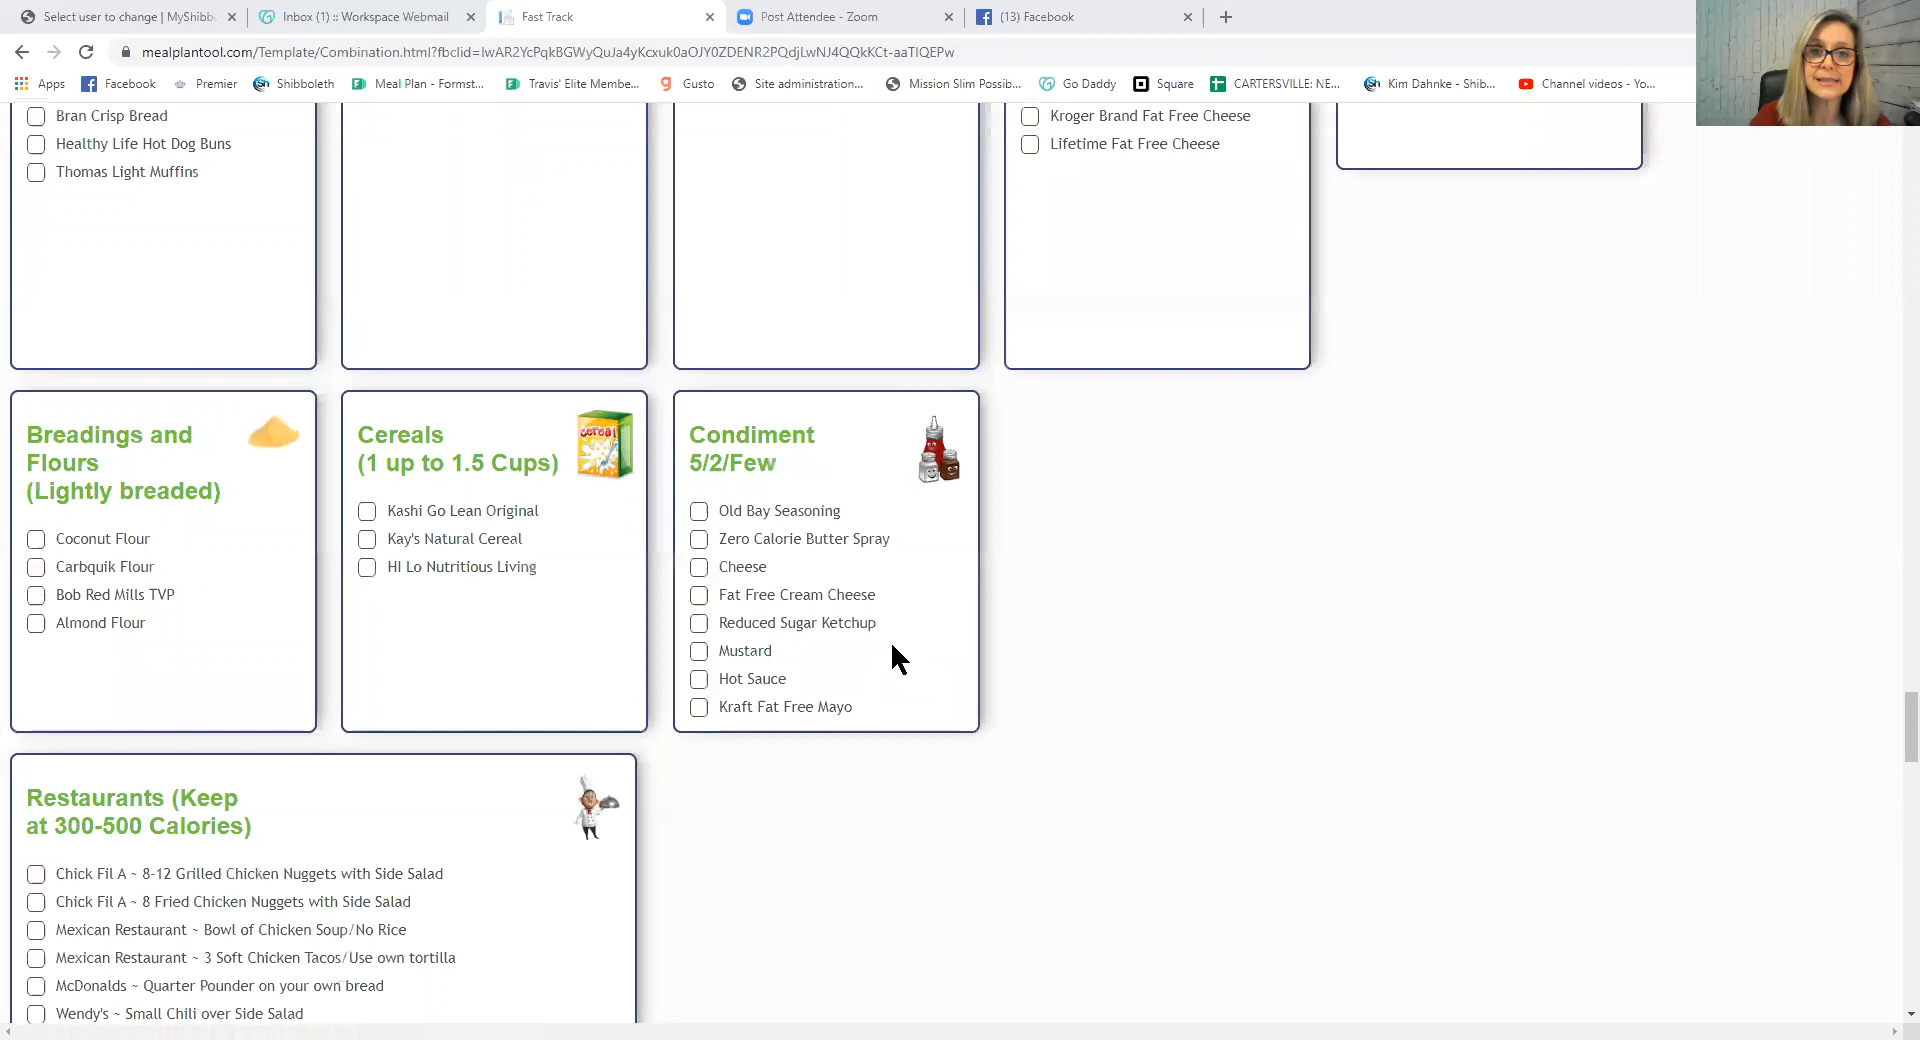 Select user to change | MyShibb
Inbox (1) :: Workspace Webmail
Fast Track
Post Attendee - Zoom
(13) Facebook
mealplantool.com/Template/Combination.html?fbclid=IwAR2YcPqkBGWyQuJa4yKcxuk0aOJY0ZDENR2PQdjLwNJ4QQkKCt-aaTIQEPw
Apps
Facebook
Premier
Shibboleth
Meal Plan - Formst...
Travis' Elite Membe...
Gusto
Site administration...
Mission Slim Possib...
Go Daddy
Square
CARTERSVILLE: NE...
Kim Dahnke - Shib...
Channel videos - Yo...
Bran Crisp Bread
Healthy Life Hot Dog Buns
Thomas Light Muffins
Kroger Brand Fat Free Cheese
Lifetime Fat Free Cheese
Breadings and
Flours
(Lightly breaded)
Coconut Flour
Carbquik Flour
Bob Red Mills TVP
Almond Flour
Cereals
(1 up to 1.5 Cups)
cereal
Kashi Go Lean Original
Kay's Natural Cereal
HI Lo Nutritious Living
Condiment
5/2/Few
Old Bay Seasoning
Zero Calorie Butter Spray
Cheese
Fat Free Cream Cheese
Reduced Sugar Ketchup
Mustard
Hot Sauce
Kraft Fat Free Mayo
Restaurants (Keep
at 300-500 Calories)
Chick Fil A ~ 8-12 Grilled Chicken Nuggets with Side Salad
Chick Fil A ~ 8 Fried Chicken Nuggets with Side Salad
Mexican Restaurant ~ Bowl of Chicken Soup/No Rice
Mexican Restaurant ~ 3 Soft Chicken Tacos/Use own tortilla
McDonalds ~ Quarter Pounder on your own bread
Wendy's ~ Small Chili over Side Salad